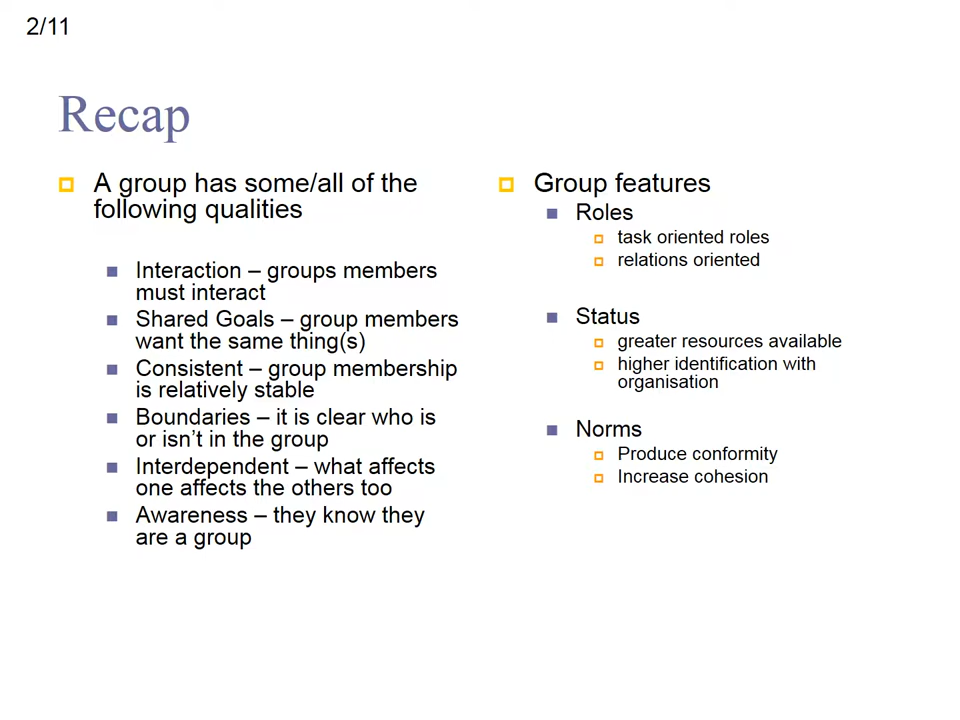 2/11
Recap
A group has some/all of the
following qualities
Interaction – groups members
must interact
Shared Goals – group members
want the same thing(s)
Consistent – group membership
is relatively stable
Boundaries – it is clear who is
or isn't in the group
Interdependent – what affects
one affects the others too
Awareness – they know they
are a group
Group features
Roles
task oriented roles
relations oriented
Status
greater resources available
higher identification with
organisation
Norms
Produce conformity
Increase cohesion